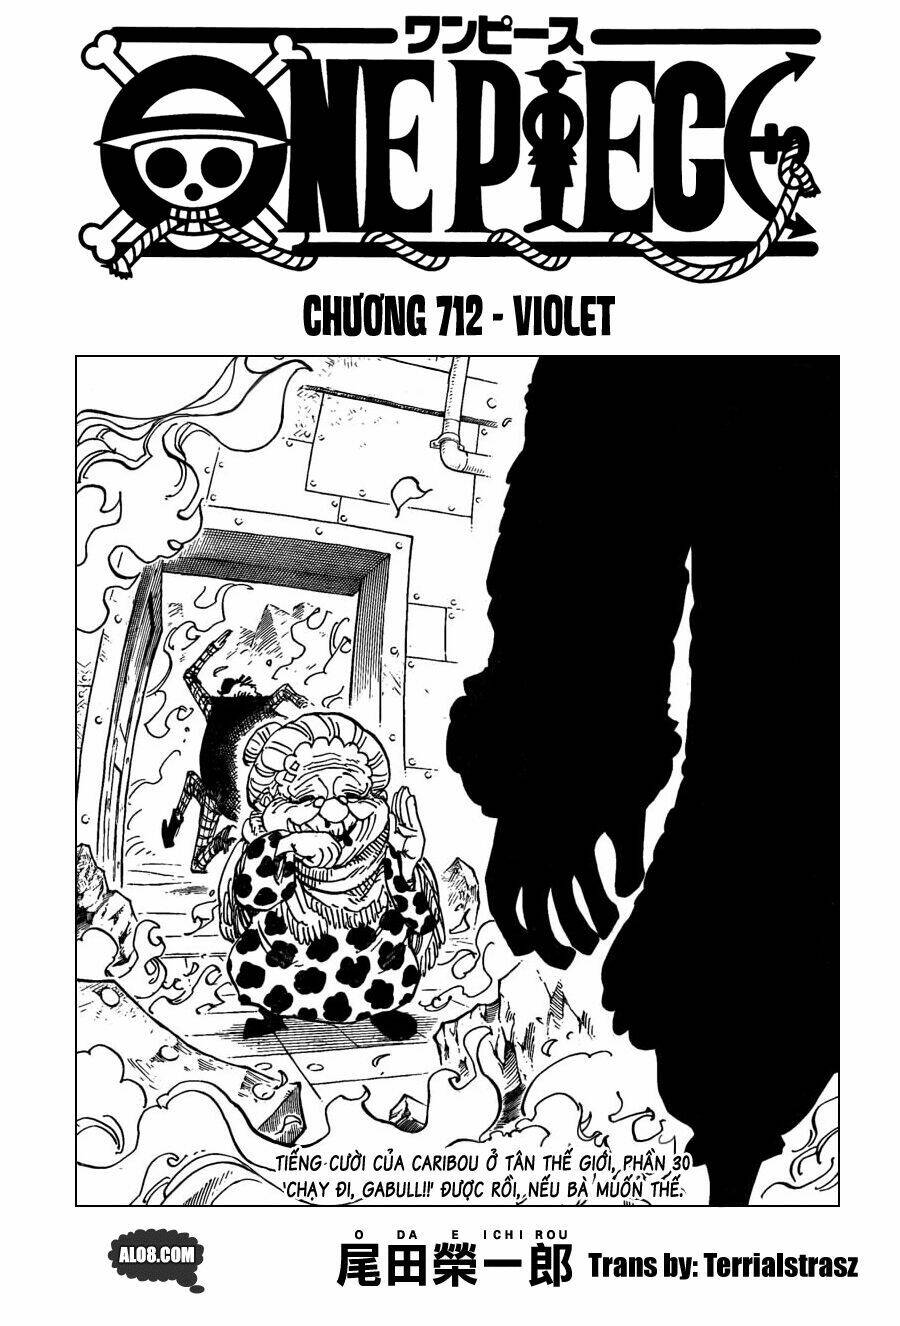 ワンピース
ONE PIECE
CHƯƠNG 712 - VIOLET
TIẾNG CƯỜI CỦA CARIBOU Ở TÂN THẾ GIỚI, PHẦN 30
'CHẠY ĐI, GABULL!!' ĐƯỢC RỒI, NẾU BÀ MUỐN THẾ.
ALO8.COM
O DA E ICHI ROU
尾田榮一郎
Trans by: Terrialstrasz